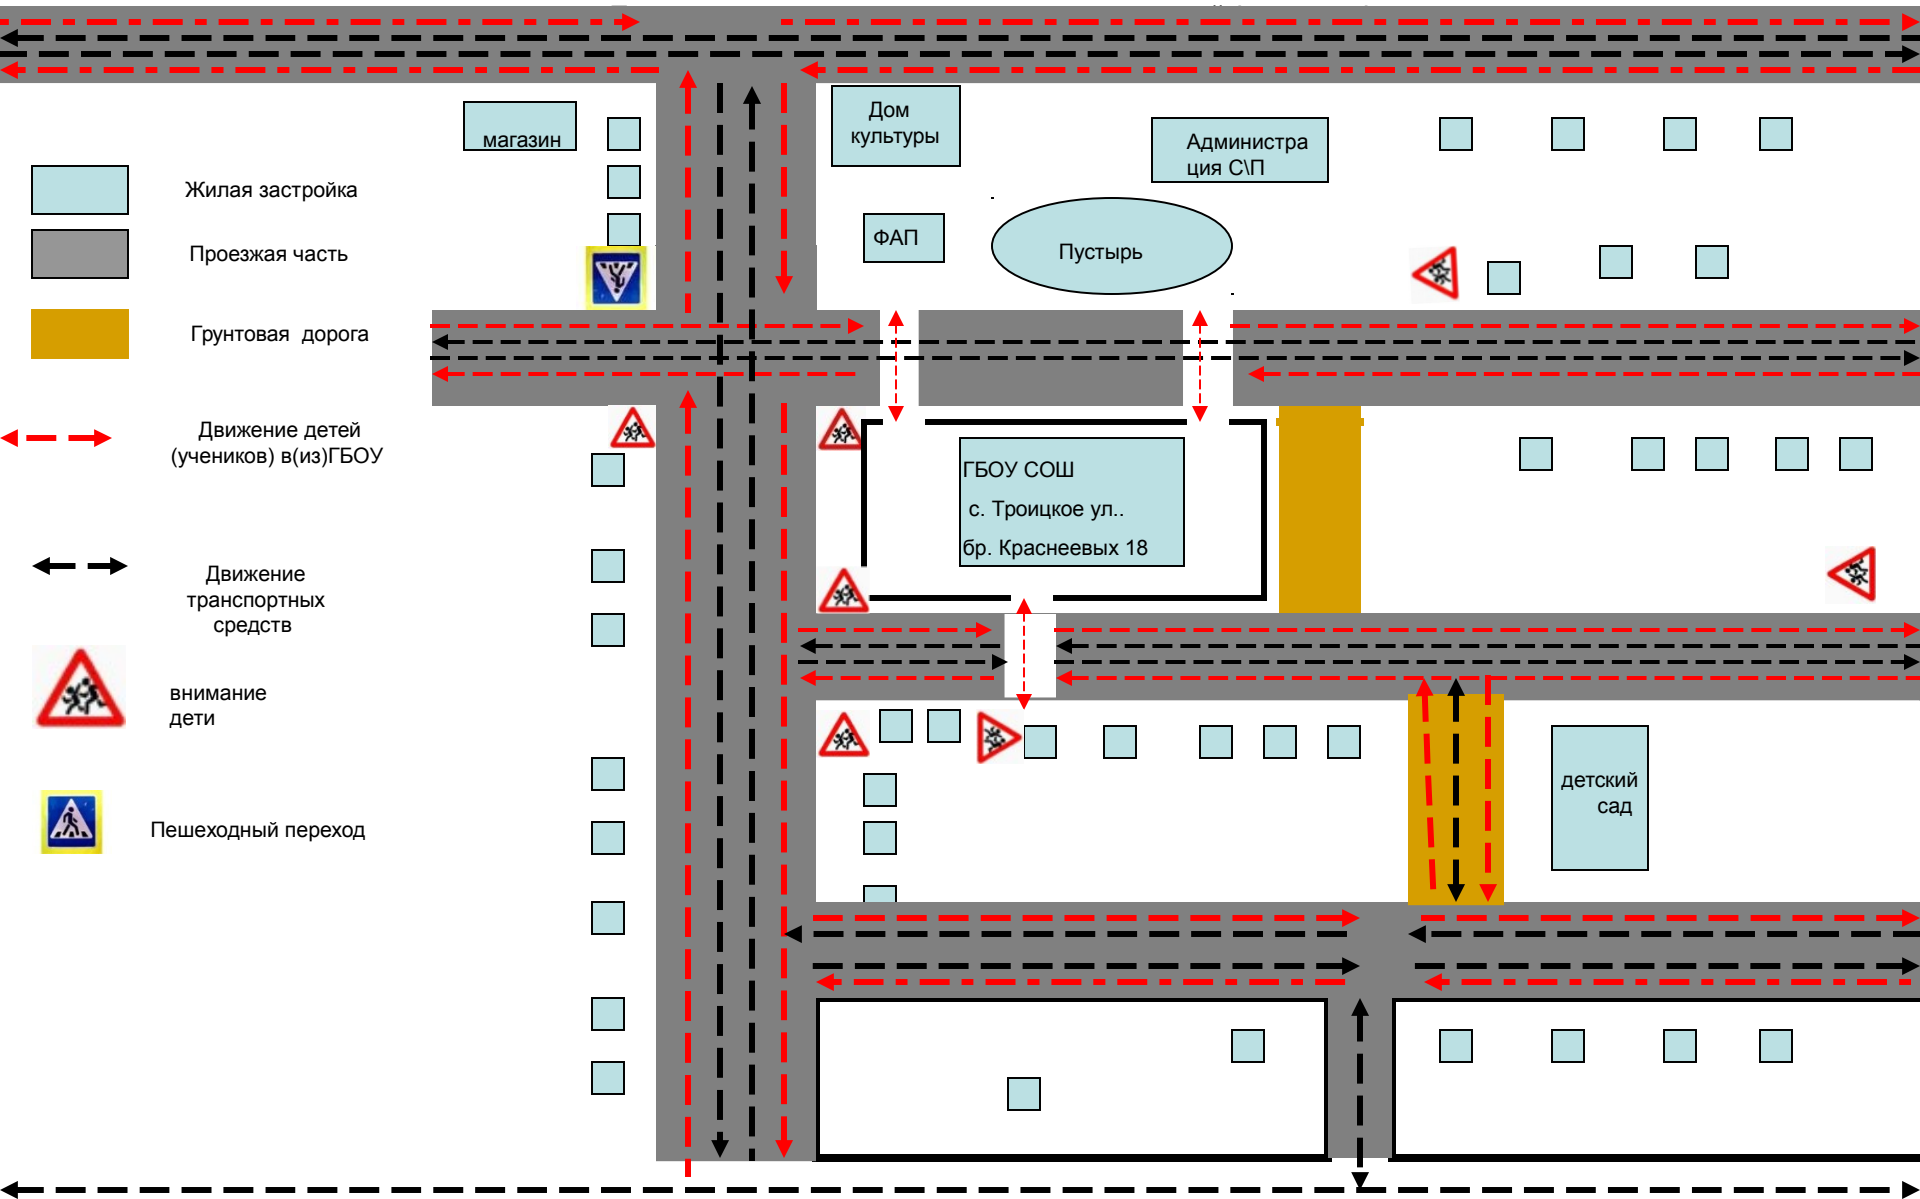 магазин
Дом
культуры
Администра
ция С\П
Жилая застройка
ФАП
Пустырь
Проезжая часть
Грунтовая дорога
Движение детей
(учеников) в(из)ГБОУ
ГБОУ СОШ
с. Троицкое ул..
бр. Краснеевых 18
Движение
транспортных
средств
внимание
дети
детский
сад
Пешеходный переход